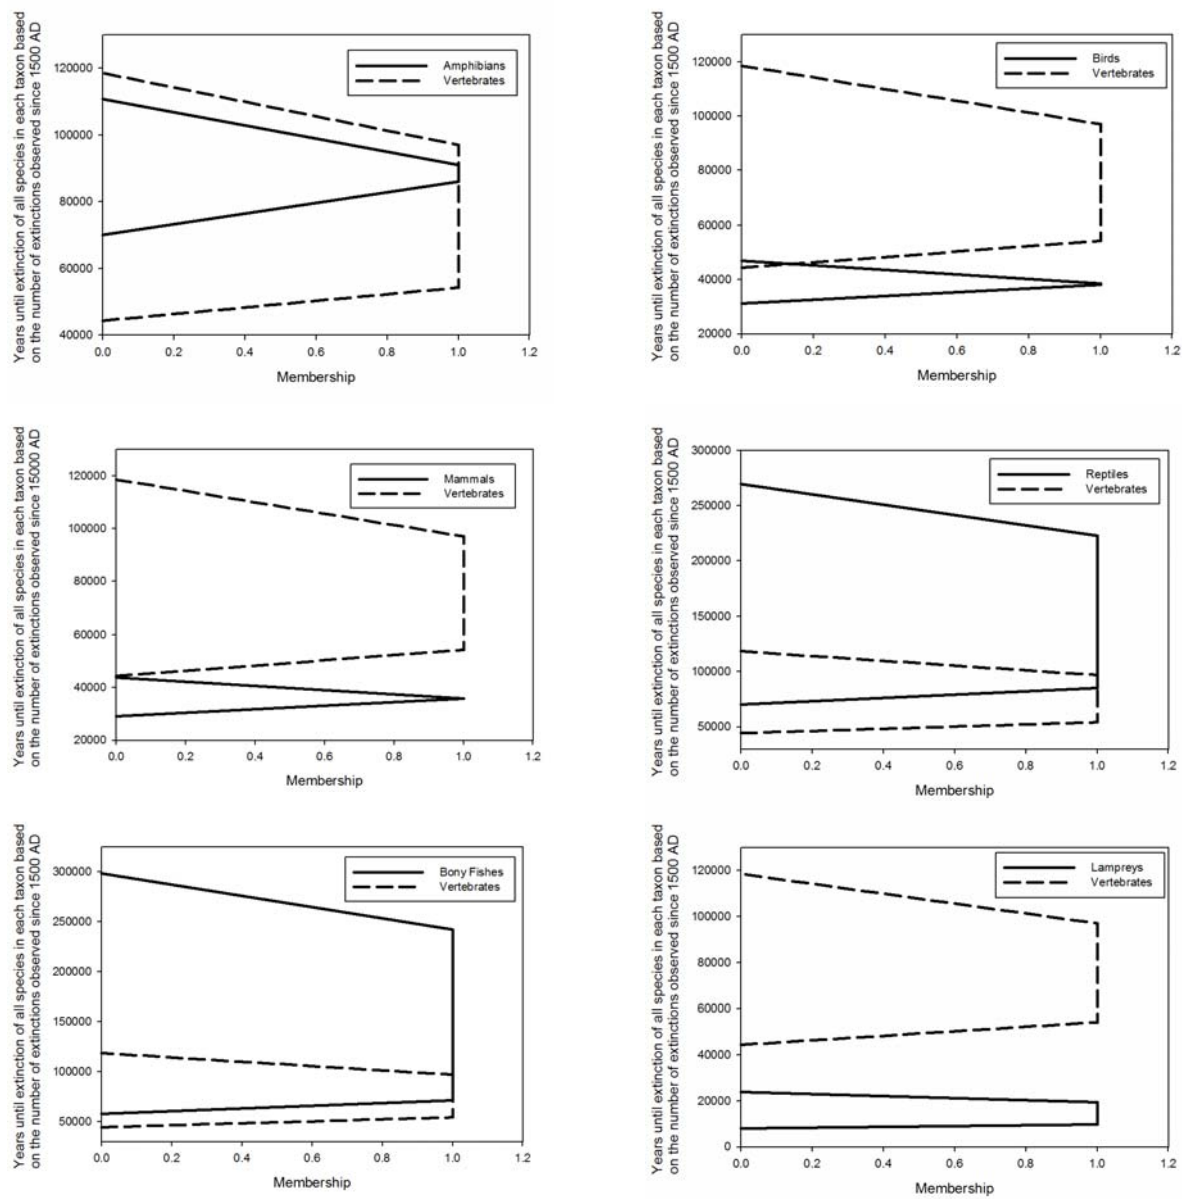 Years until extinction of all species in each taxon based
on the number of extinctions observed since 1500 AD
120000
100000
80000
60000
40000
0.0 0.2 0.4 0.6 0.8 1.0 1.2
Membership
Amphibians
Vertebrates
Years until extinction of all species in each taxon based
on the number of extinctions observed since 1500 AD
120000
100000
80000
60000
40000
20000
0.0 0.2 0.4 0.6 0.8 1.0 1.2
Membership
Birds
Vertebrates
Years until extinction of all species in each taxon based
on the number of extinctions observed since 15000 AD
120000
100000
80000
60000
40000
20000
0.0 0.2 0.4 0.6 0.8 1.0 1.2
Membership
Mammals
Vertebrates
Years until extinction of all species in each taxon based
on the number of extinctions observed since 1500 AD
300000
250000
200000
150000
100000
50000
0.0 0.2 0.4 0.6 0.8 1.0 1.2
Membership
Reptiles
Vertebrates
Years until extinction of all species in each taxon based
on the number of extinctions observed since 1500 AD
300000
250000
200000
150000
100000
50000
0.0 0.2 0.4 0.6 0.8 1.0 1.2
Membership
Bony Fishes
Vertebrates
Years until extinction of all species in each taxon based
on the number of extinctions observed since 1500 AD
120000
100000
80000
60000
40000
20000
0
0.0 0.2 0.4 0.6 0.8 1.0 1.2
Membership
Lampreys
Vertebrates